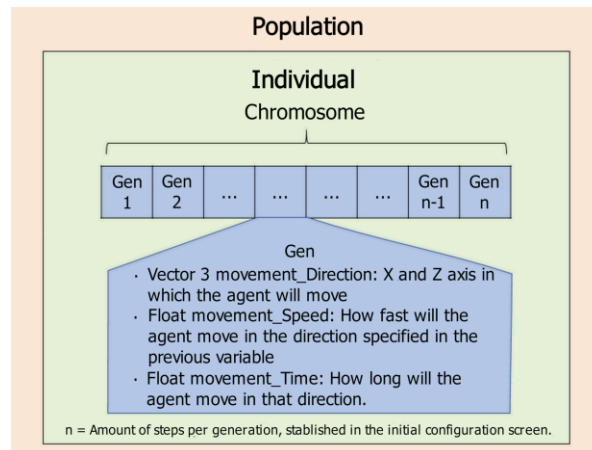 Population
Individual
Chromosome
Gen Gen ... ... ... ... Gen Gen
1 2 n-1 n
Gen
· Vector 3 movement_Direction: X and Z axis in
which the agent will move
· Float movement_Speed: How fast will the
agent move in the direction specified in the
previous variable
· Float movement_Time: How long will the
agent move in that direction.
n = Amount of steps per generation, stablished in the initial configuration screen.